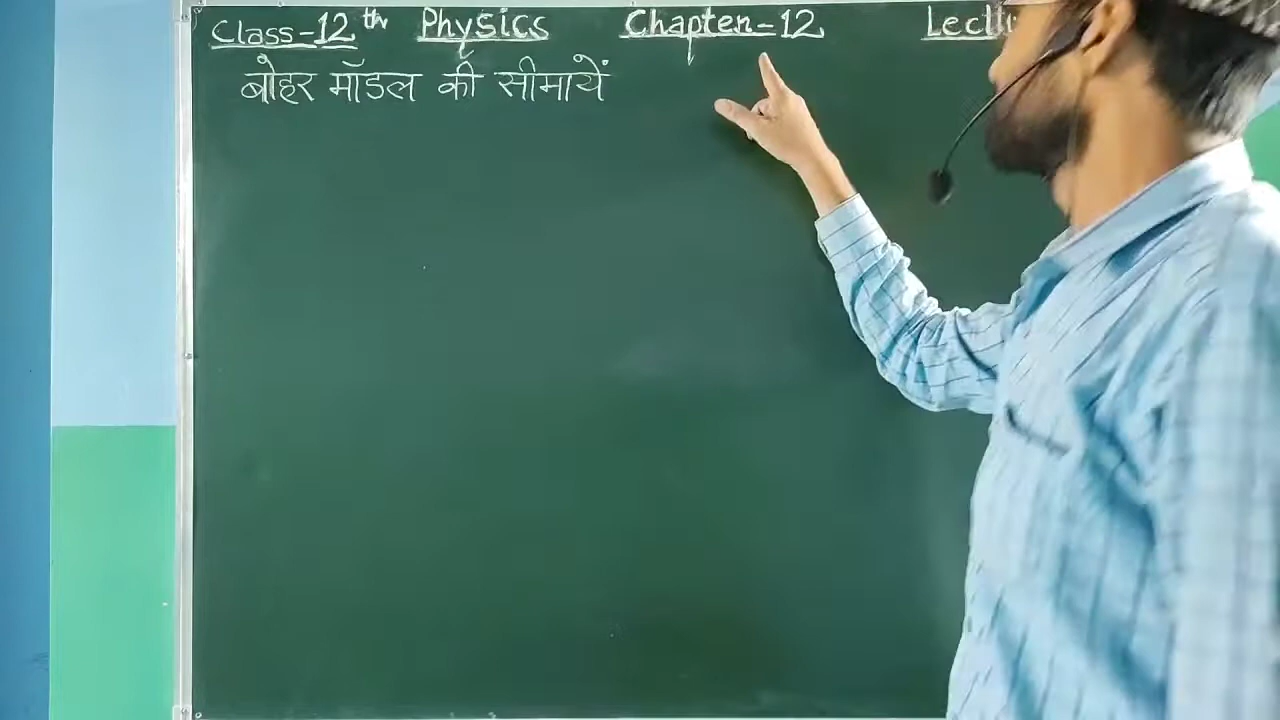 Class-12th Physics Chapter-12
बोहर मॉडल की सीमायें